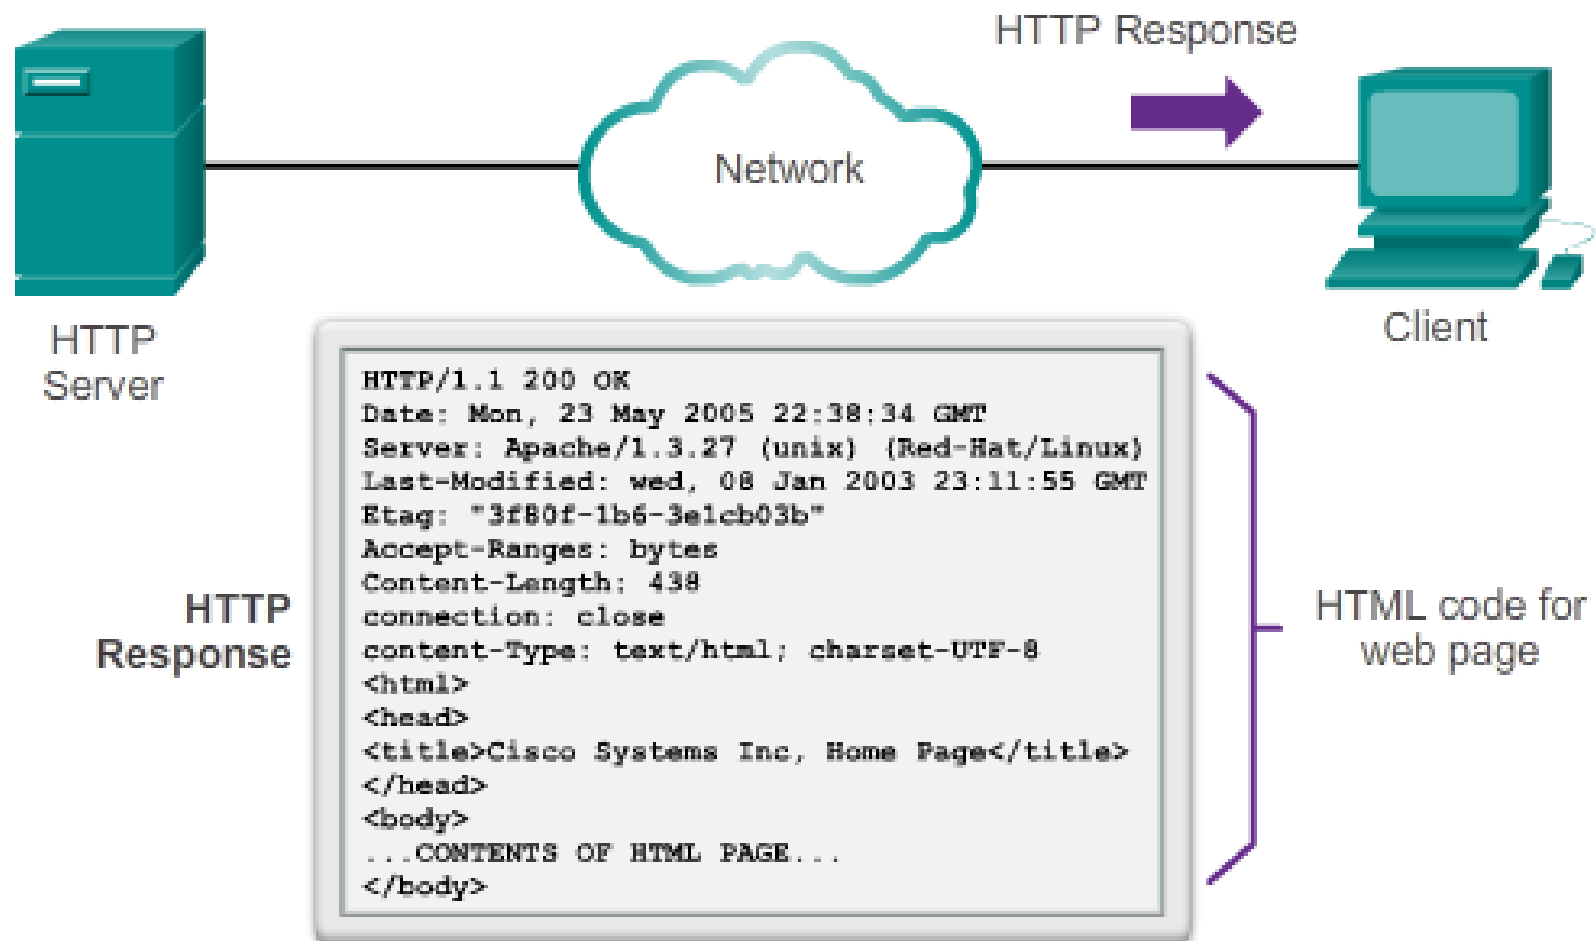 HTTP Response
Network
HTTP
Server
Client
HTTP
Response
HTTP/1.1 200 OK
Date: Mon, 23 May 2005 22:38:34 GMT
Server: Apache/1.3.27 (unix) (Red-Hat/Linux)
Last-Modified: wed, 08 Jan 2003 23:11:55 GMT
Etag: "3f80f-1b6-3e1cb03b"
Accept-Ranges: bytes
Content-Length: 438
connection: close
content-Type: text/html; charset-UTF-8
<html>
<head>
<title>Cisco Systems Inc, Home Page</title>
</head>
<body>
...CONTENTS OF HTML PAGE...
</body>
HTML code for
web page